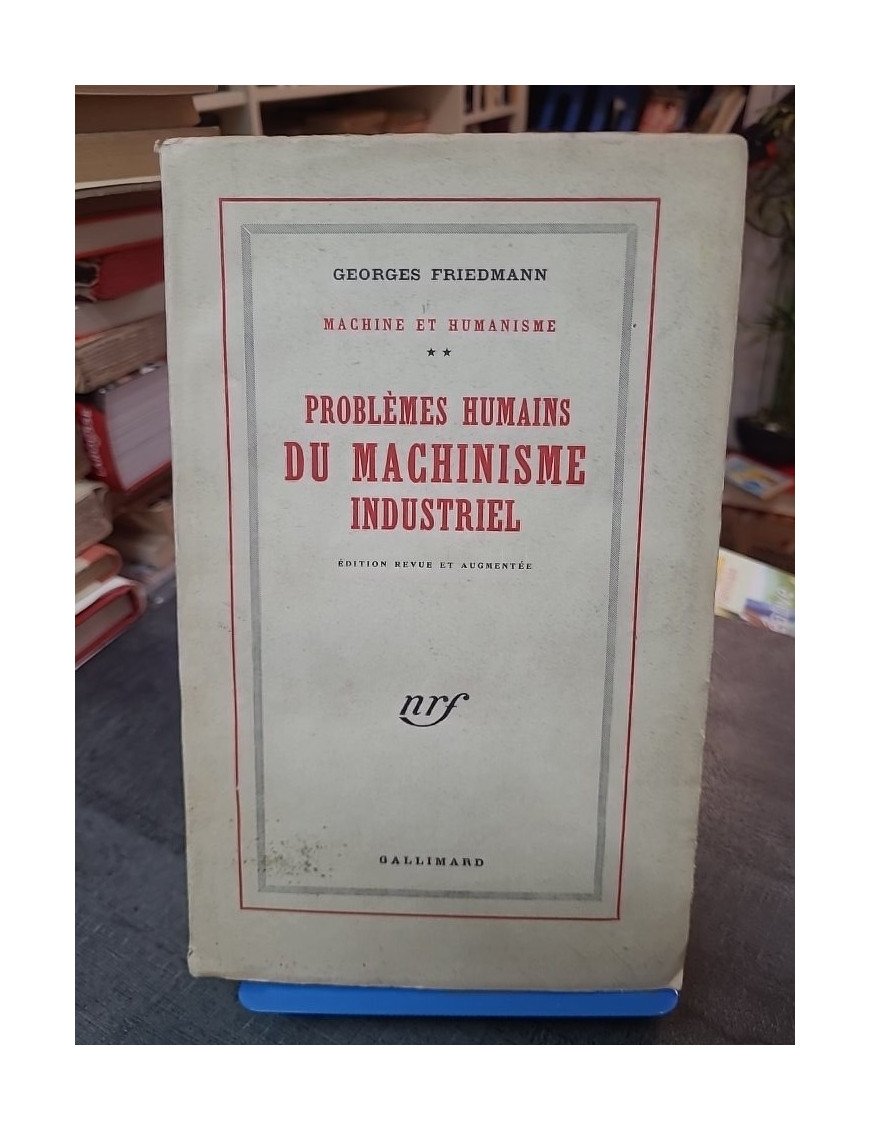 GEORGES FRIEDMANN
MACHINE ET HUMANISME
★★
PROBLÈMES HUMAINS
DU MACHINISME
INDUSTRIEL
ÉDITION REVUE ET AUGMENTÉE
nrf
GALLIMARD